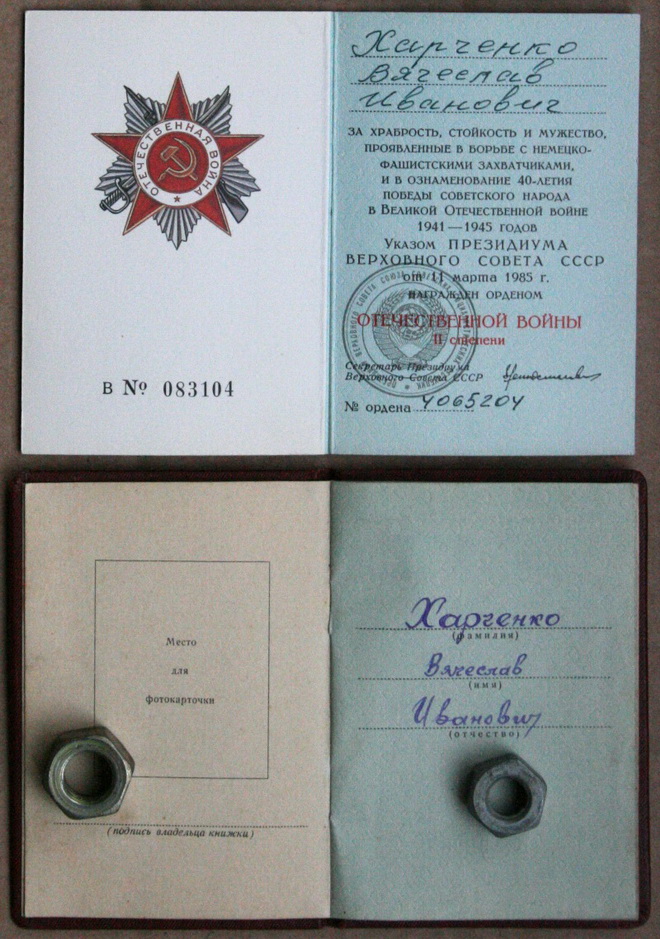 ОТЕЧЕСТВЕННАЯ ВОЙНА
В № 083104
Харченко
Вячеслав
Иванович
ЗА ХРАБРОСТЬ, СТОЙКОСТЬ И МУЖЕСТВО,
ПРОЯВЛЕННЫЕ В БОРЬБЕ С НЕМЕЦКО-
ФАШИСТСКИМИ ЗАХВАТЧИКАМИ,
И В ОЗНАМЕНОВАНИЕ 40-ЛЕТИЯ
ПОБЕДЫ СОВЕТСКОГО НАРОДА
В ВЕЛИКОЙ ОТЕЧЕСТВЕННОЙ ВОЙНЕ
1941—1945 ГОДОВ
УКАЗОМ ПРЕЗИДИУМА
ВЕРХОВНОГО СОВЕТА СССР
от 11 марта 1985 г.
НАГРАЖДЕН ОРДЕНОМ
ОТЕЧЕСТВЕННОЙ ВОЙНЫ
II степени
Секретарь Президиума
Верховного Совета СССР
№ ордена 4065204
Место
для
фотокарточки
(подпись владельца книжки)
Харченко
(фамилия)
Вячеслав
(имя)
Иванович
(отчество)